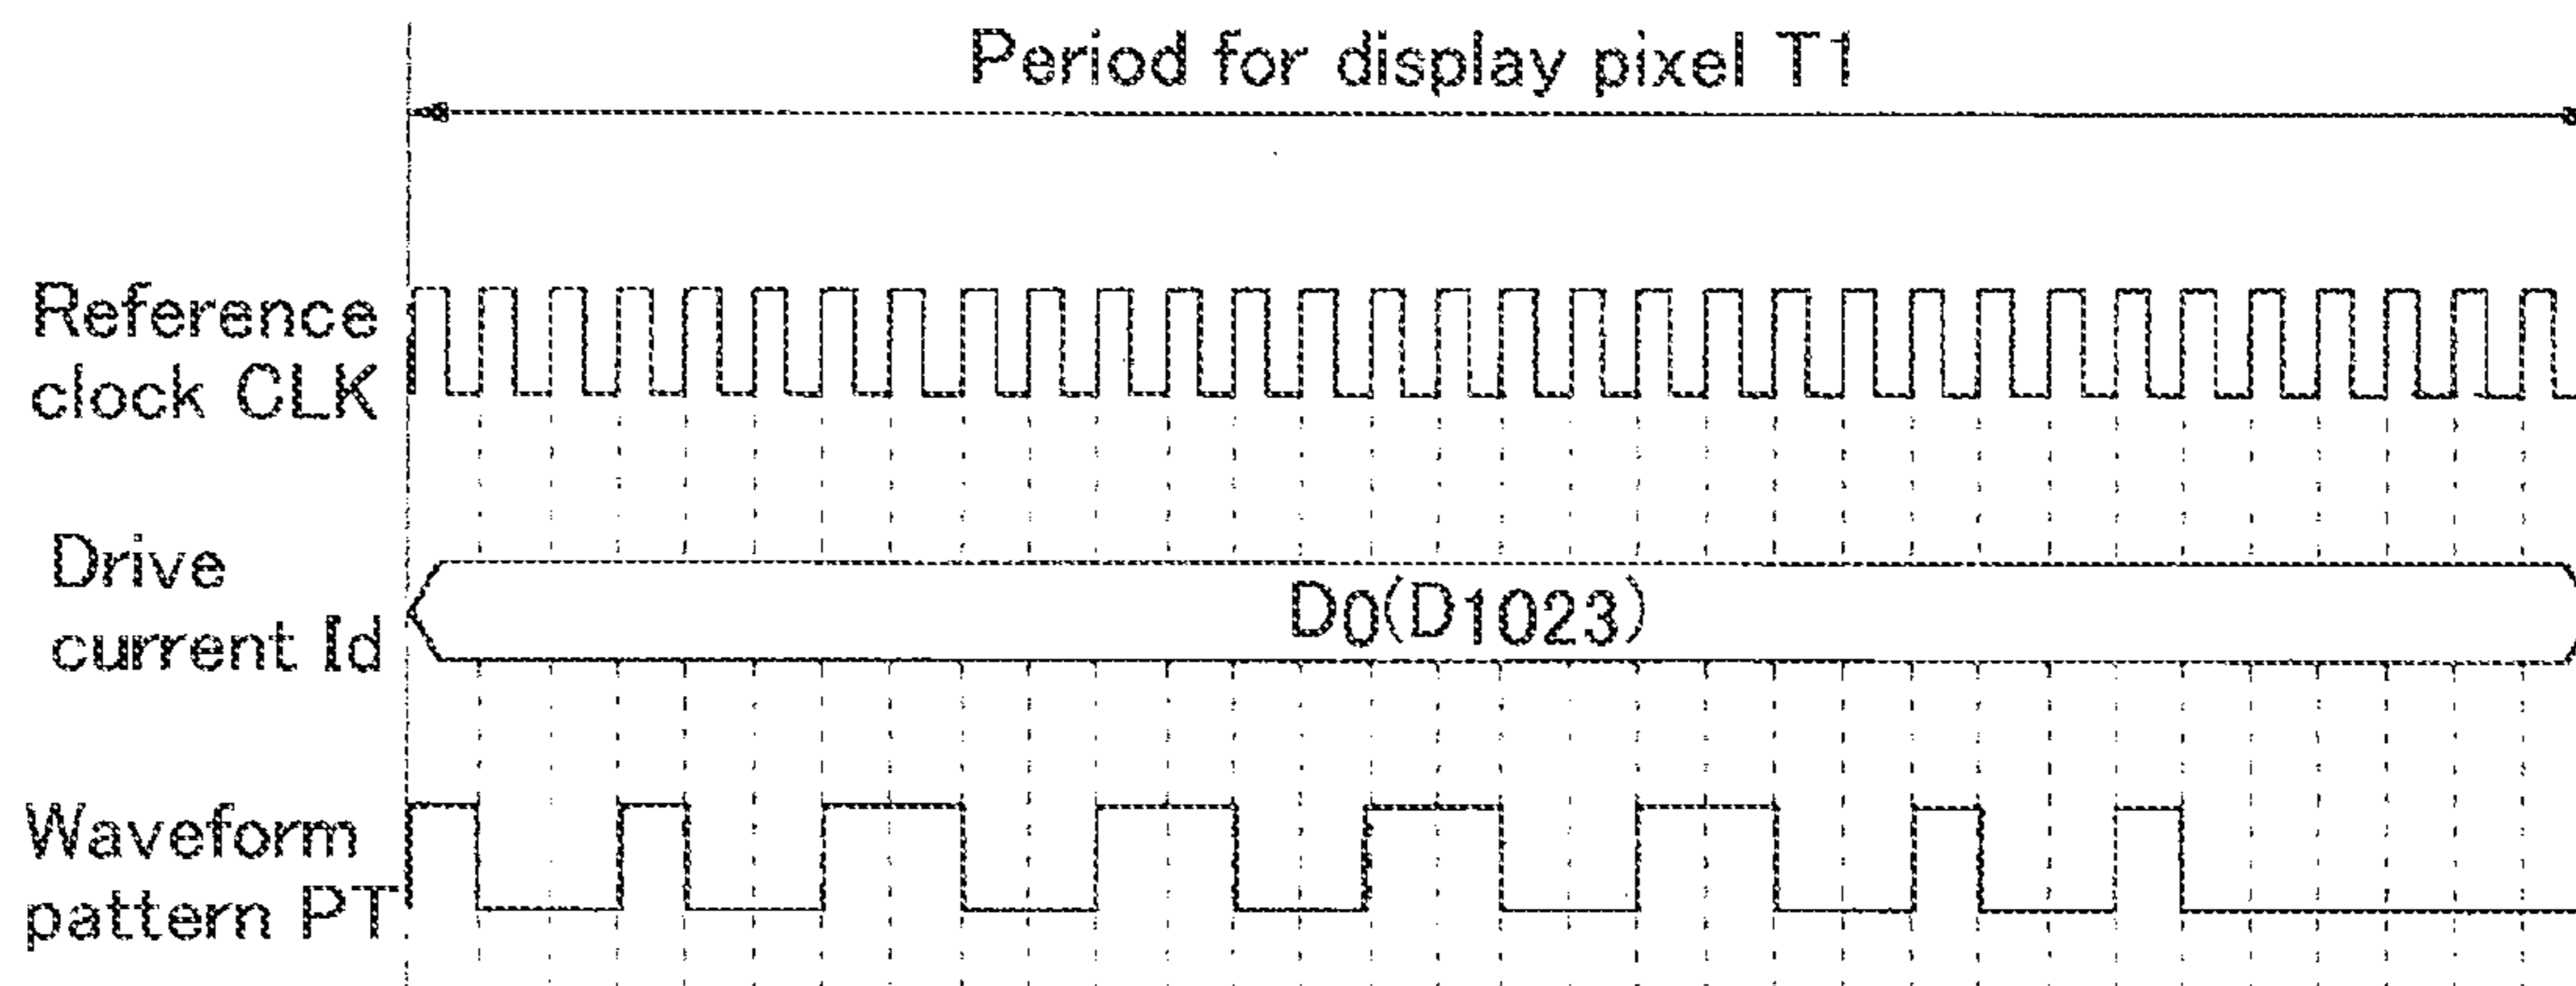 Period for display pixel T1
Reference
clock CLK
Drive
current Id
D0(D1023)
Waveform
pattern PT